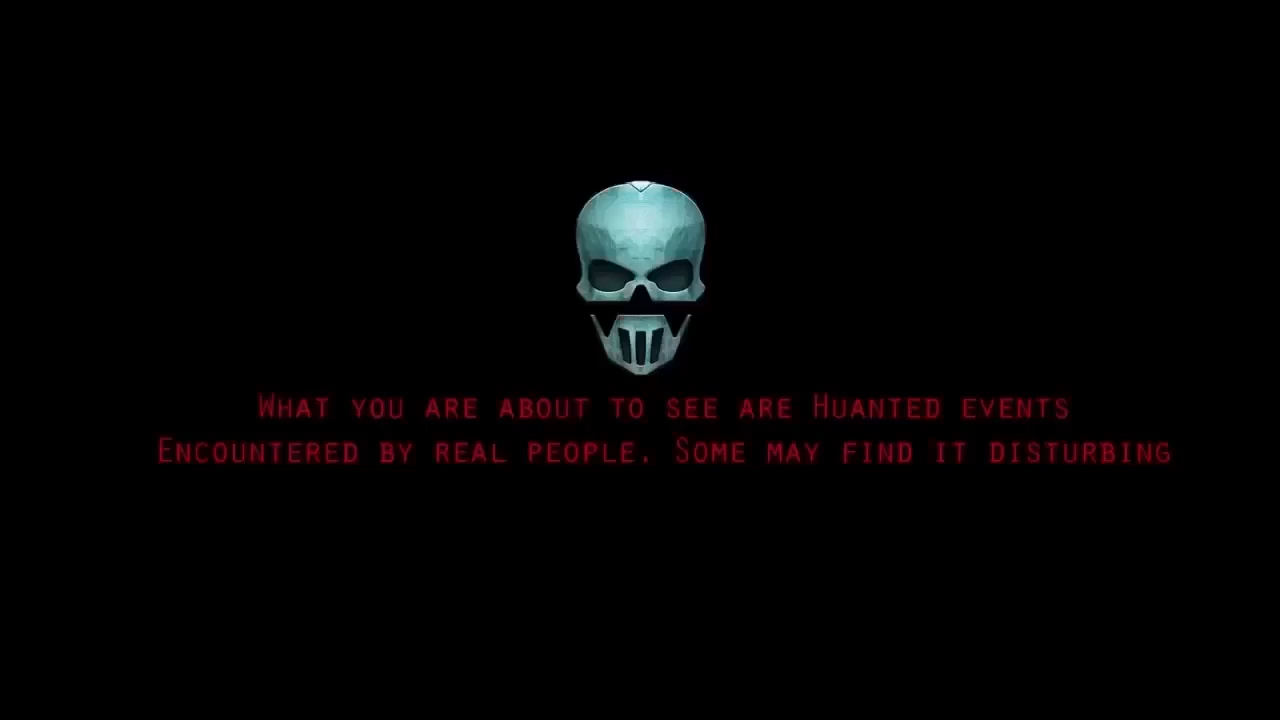 What you are about to see are Huanted events
Encountered by real people. Some may find it disturbing